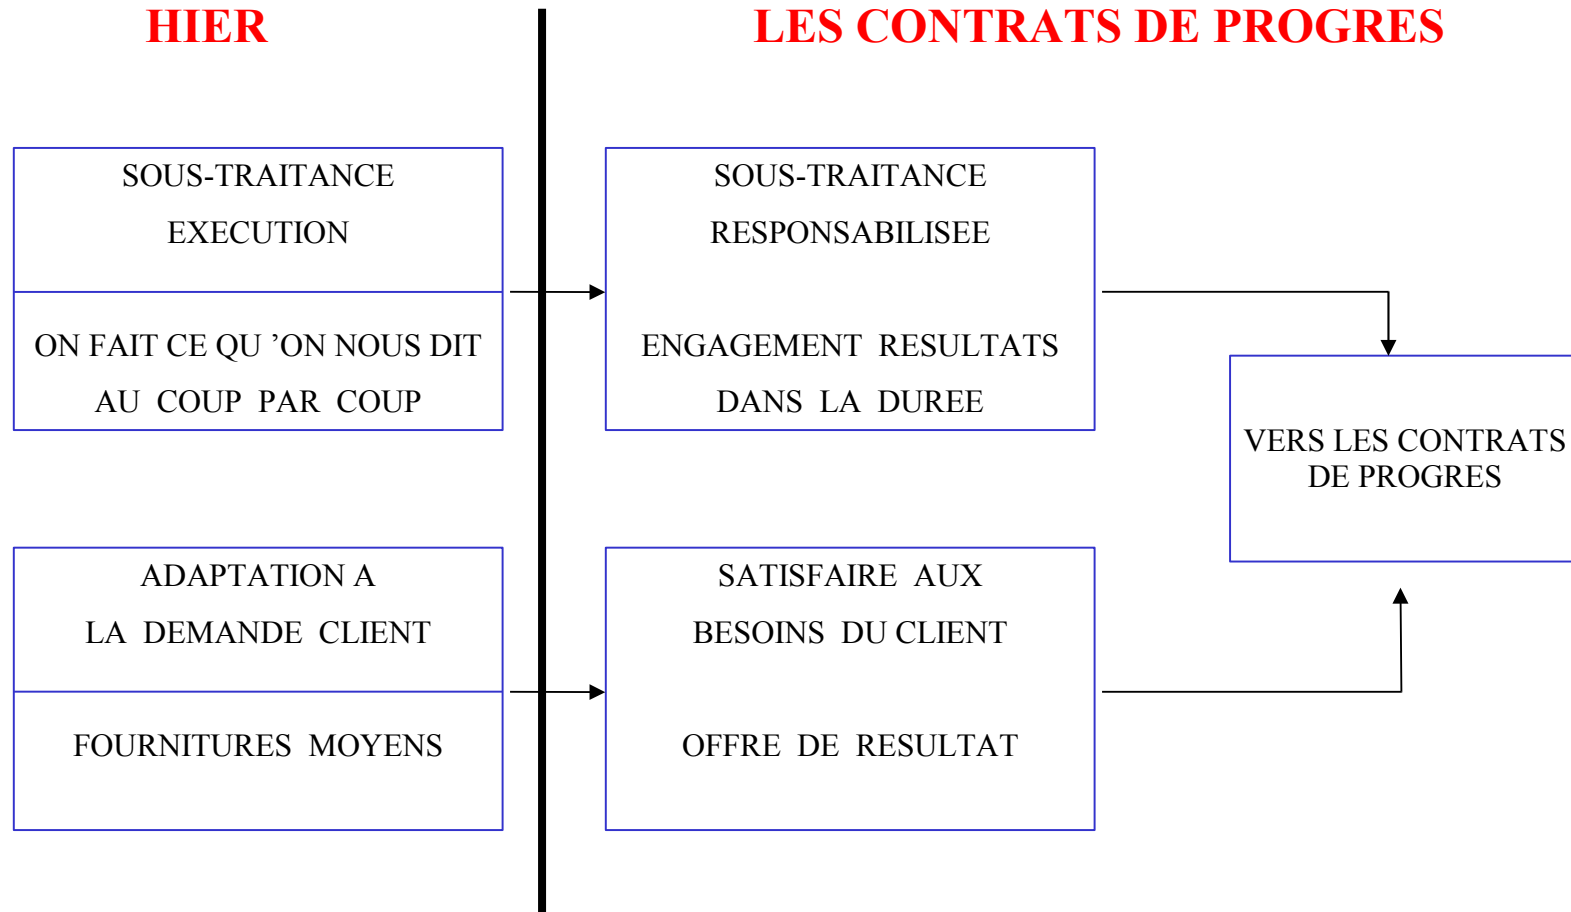 HIER
LES CONTRATS DE PROGRES
SOUS-TRAITANCE
EXECUTION
ON FAIT CE QU ’ON NOUS DIT
AU COUP PAR COUP
SOUS-TRAITANCE
RESPONSABILISEE
ENGAGEMENT RESULTATS
DANS LA DUREE
VERS LES CONTRATS
DE PROGRES
ADAPTATION A
LA DEMANDE CLIENT
FOURNITURES MOYENS
SATISFAIRE AUX
BESOINS DU CLIENT
OFFRE DE RESULTAT